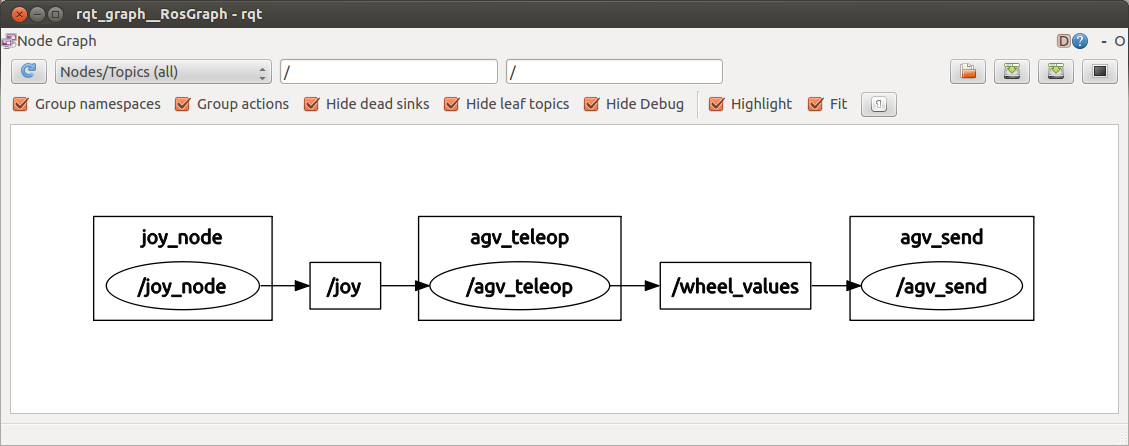 rqt_graph__RosGraph - rqt
Node Graph
D ? - O
Nodes/Topics (all) / /
Group namespaces Group actions Hide dead sinks Hide leaf topics Hide Debug Highlight Fit
joy_node agv_teleop agv_send
/joy_node /joy /agv_teleop /wheel_values /agv_send